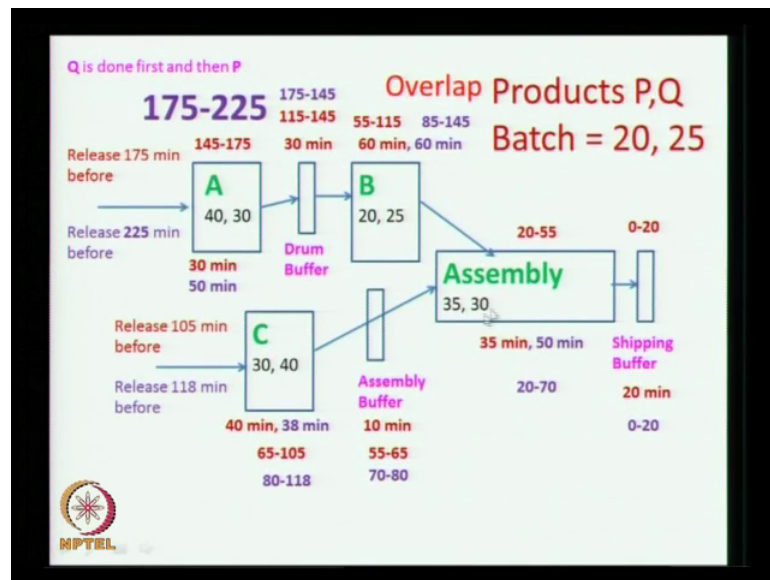 Q is done first and then P
175-225
175-145
115-145
Overlap
Products P,Q
Batch = 20, 25
55-115
85-145
Release 175 min
before
145-175
30 min
60 min, 60 min
A
40, 30
B
20, 25
Release 225 min
before
Drum
Buffer
30 min
50 min
20-55
0-20
Assembly
35, 30
Release 105 min
before
C
30, 40
Release 118 min
before
35 min, 50 min
Shipping
Buffer
Assembly
Buffer
20-70
20 min
40 min, 38 min
10 min
0-20
65-105
55-65
80-118
70-80
NPTEL